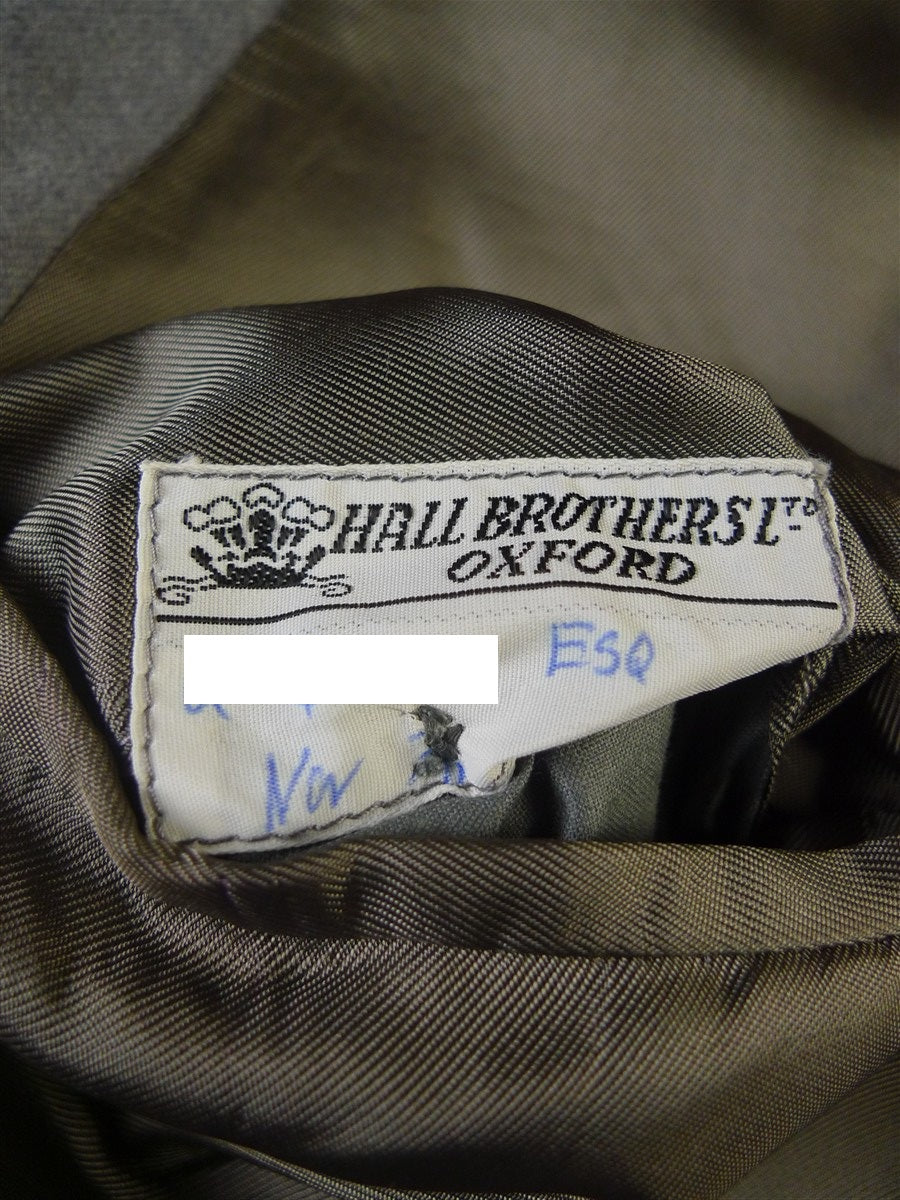 HALL BROTHERS LTD
OXFORD
ESQ
Nov